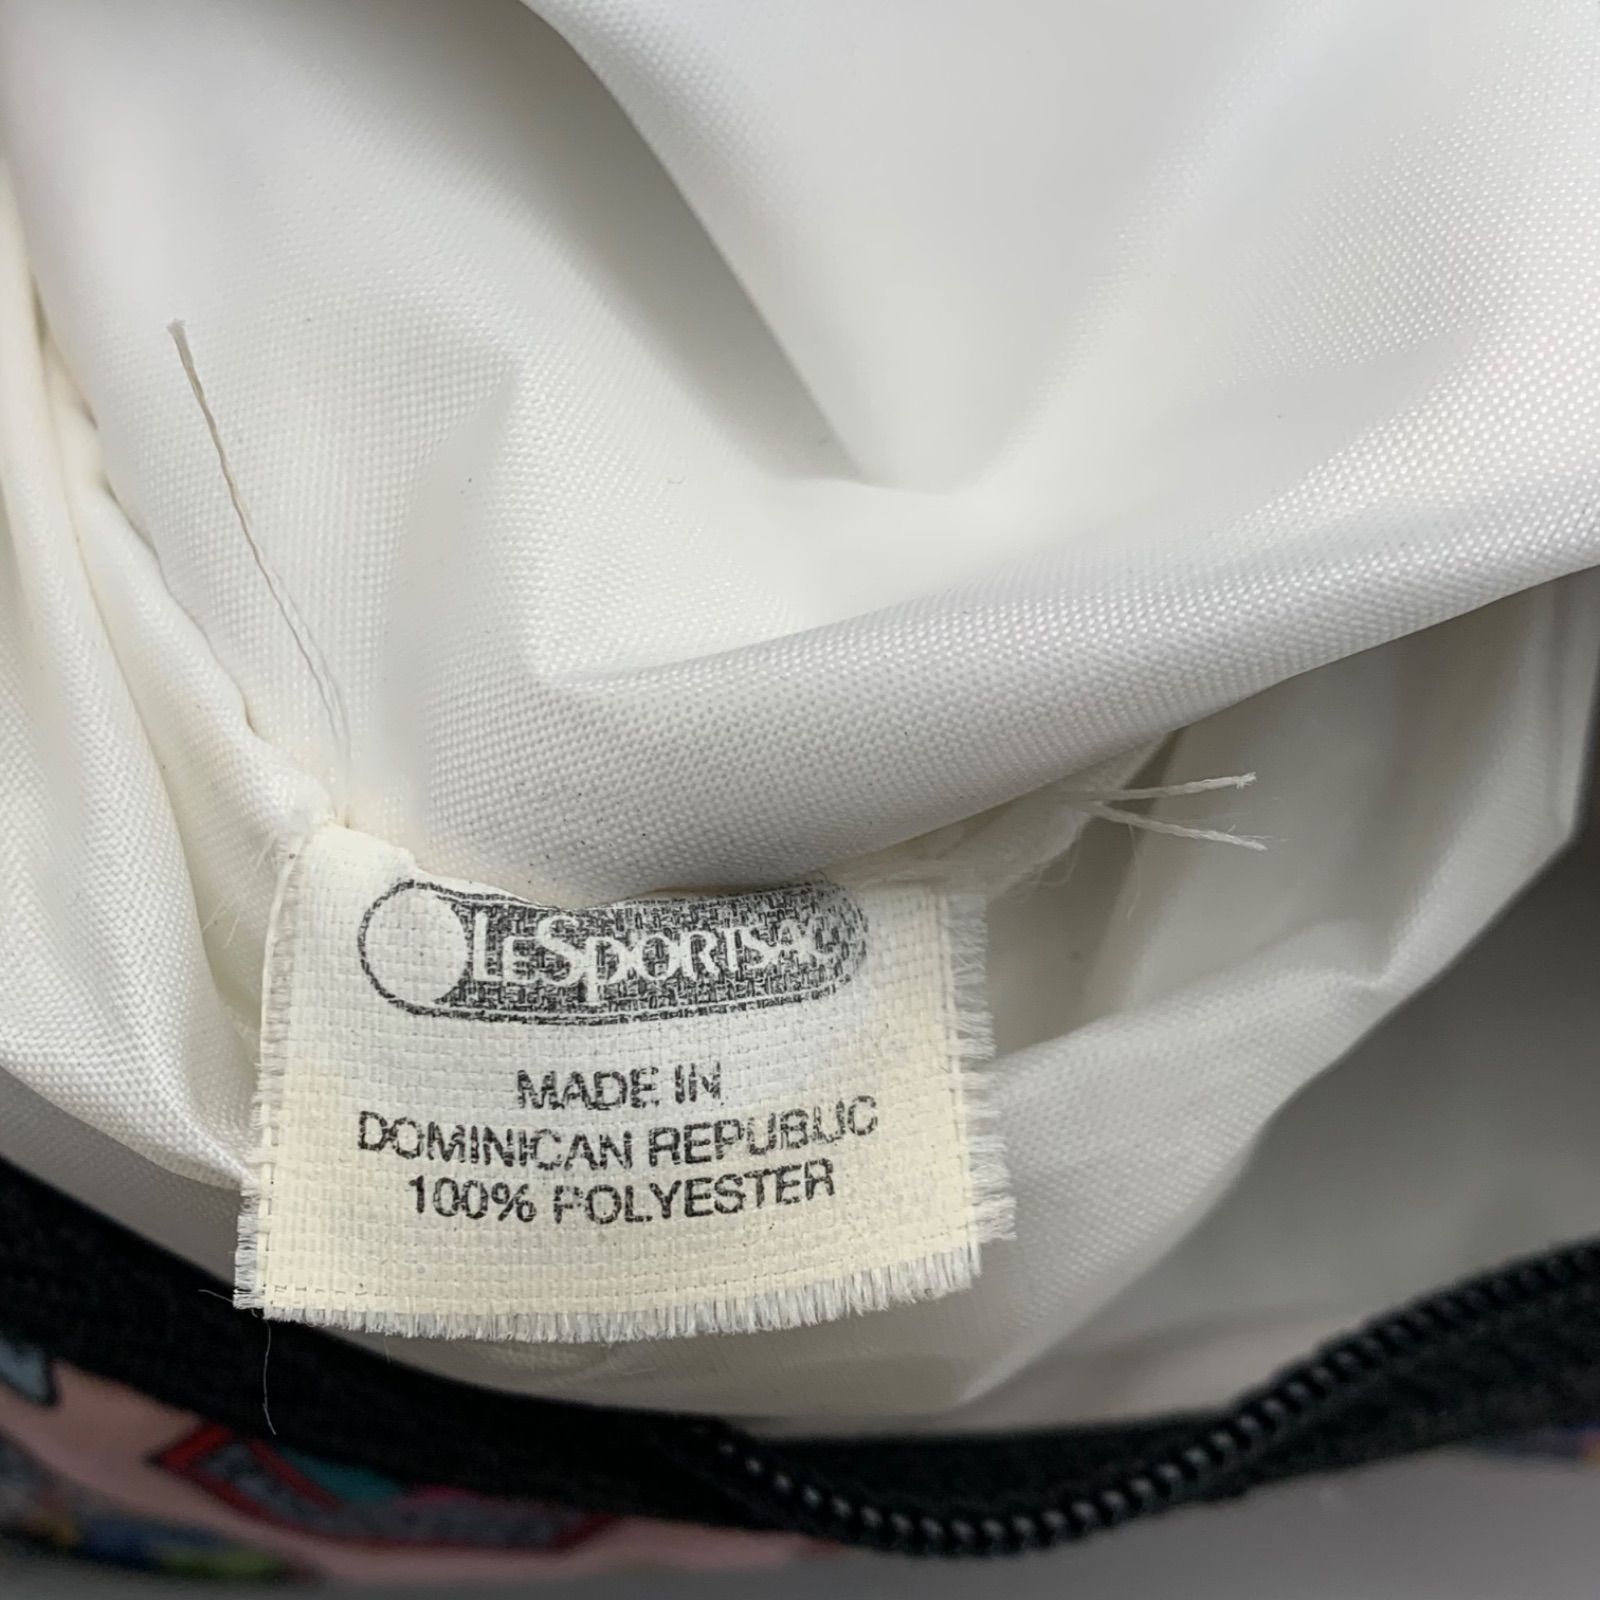 LESPORTSAC
MADE IN
DOMINICAN REPUBLIC
100% POLYESTER